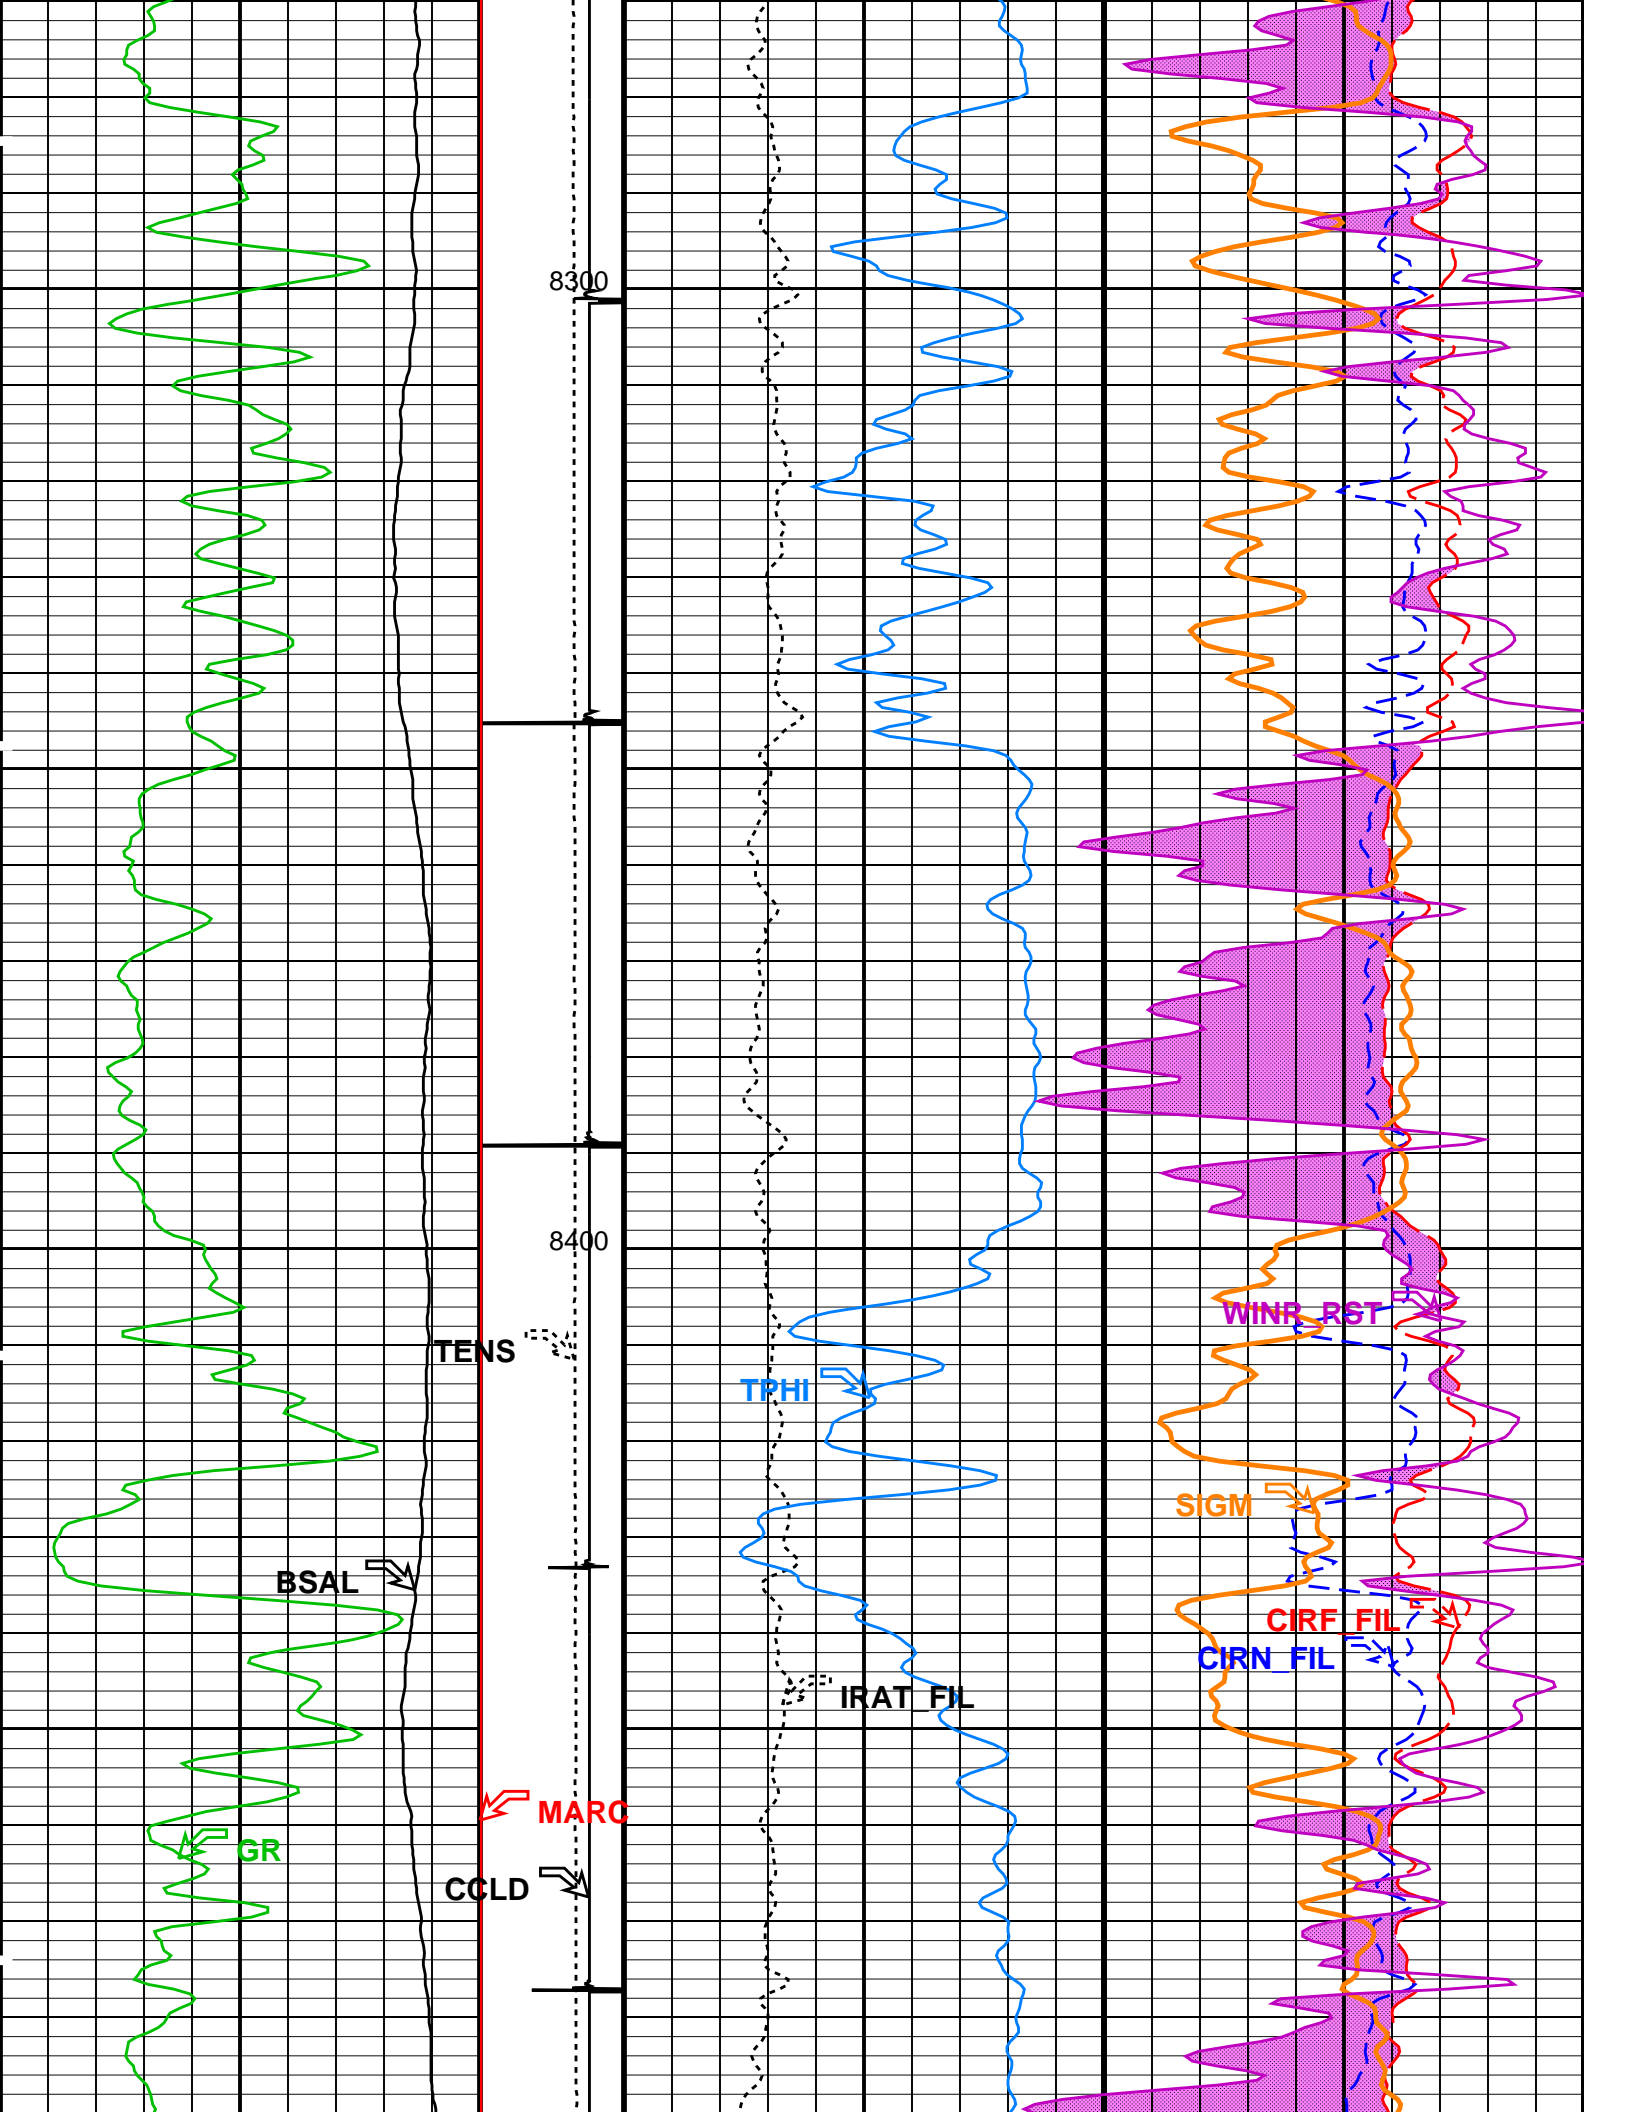 8300
8400
WINR_RST
TENS
TPHI
SIGM
BSAL
CIRF_FIL
CIRN_FIL
IRAT_FIL
MARC
GR
CCLD